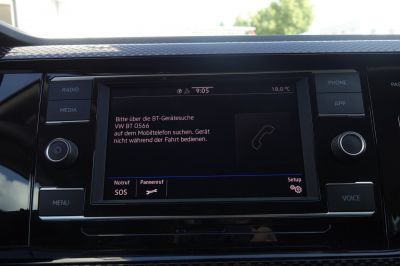 RADIO
MEDIA
MENU
9:05
18.0 °C
Bitte über die BT-Gerätesuche
VW BT 0566
auf dem Mobiltelefon suchen. Gerät
nicht während der Fahrt bedienen.
Notruf Pannenruf Setup
SOS
PHONE
APP
VOICE